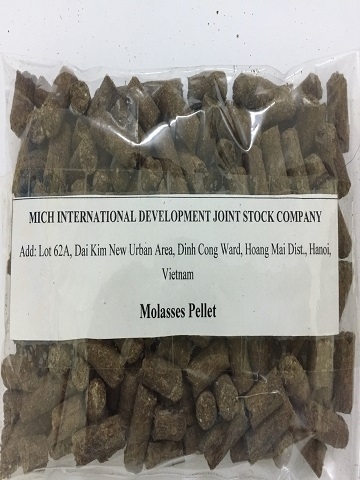 MICH INTERNATIONAL DEVELOPMENT JOINT STOCK COMPANY
Add: Lot 62A, Dai Kim New Urban Area, Dinh Cong Ward, Hoang Mai Dist., Hanoi,
Vietnam
Molasses Pellet